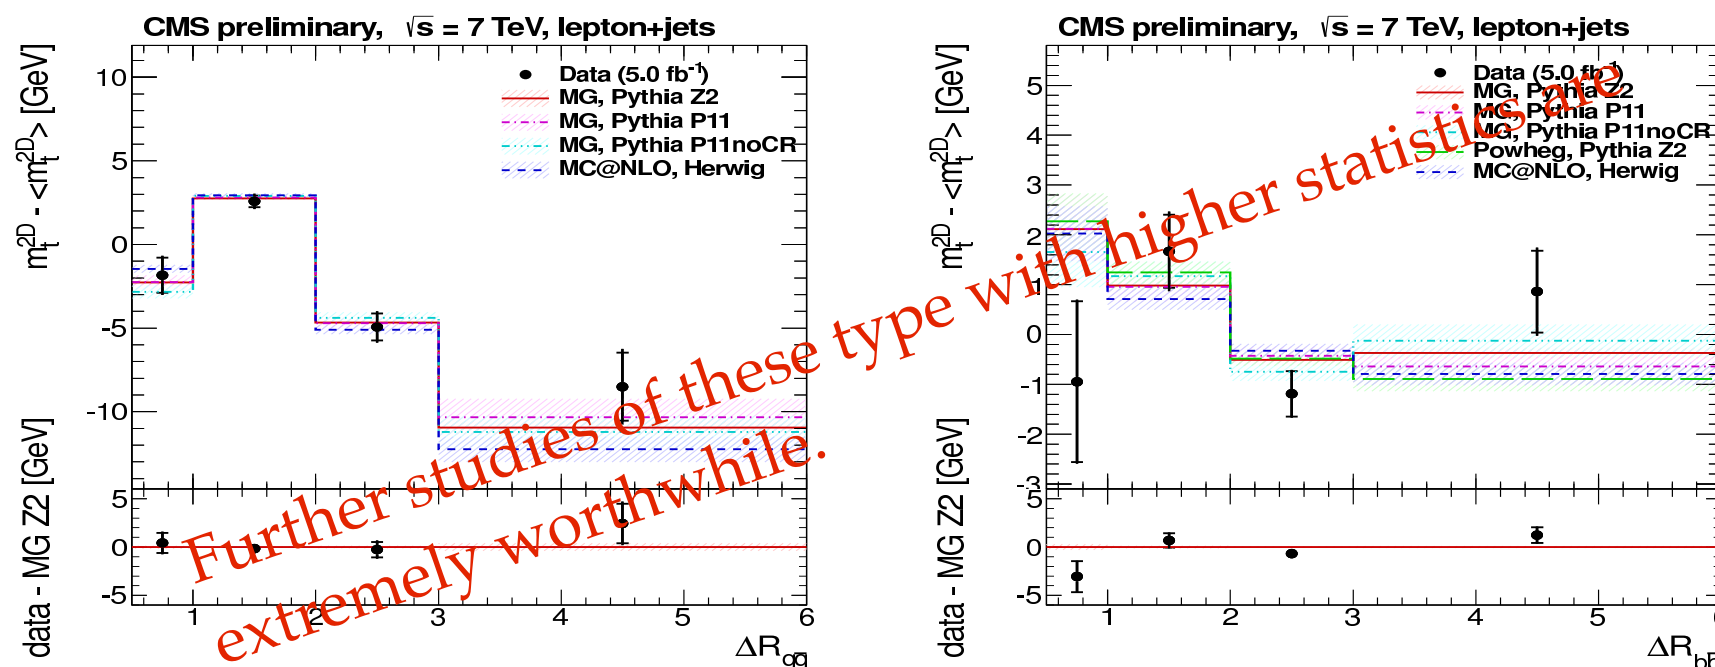 CMS preliminary, √s = 7 TeV, lepton+jets
m_t^2D - <m_t^2D> [GeV]
10
5
0
-5
-10
Data (5.0 fb⁻¹)
MG, Pythia Z2
MG, Pythia P11
MG, Pythia P11noCR
MC@NLO, Herwig
data - MG Z2 [GeV]
5
0
-5
1 2 3 4 5 6
ΔR_qq̅
CMS preliminary, √s = 7 TeV, lepton+jets
m_t^2D - <m_t^2D> [GeV]
5
4
3
2
1
0
-1
-2
-3
Data (5.0 fb⁻¹)
MG, Pythia Z2
MG, Pythia P11
MG, Pythia P11noCR
Powheg, Pythia Z2
MC@NLO, Herwig
data - MG Z2 [GeV]
5
0
-5
1 2 3 4 5 6
ΔR_bb̅
Further studies of these type with higher statistics are
extremely worthwhile.